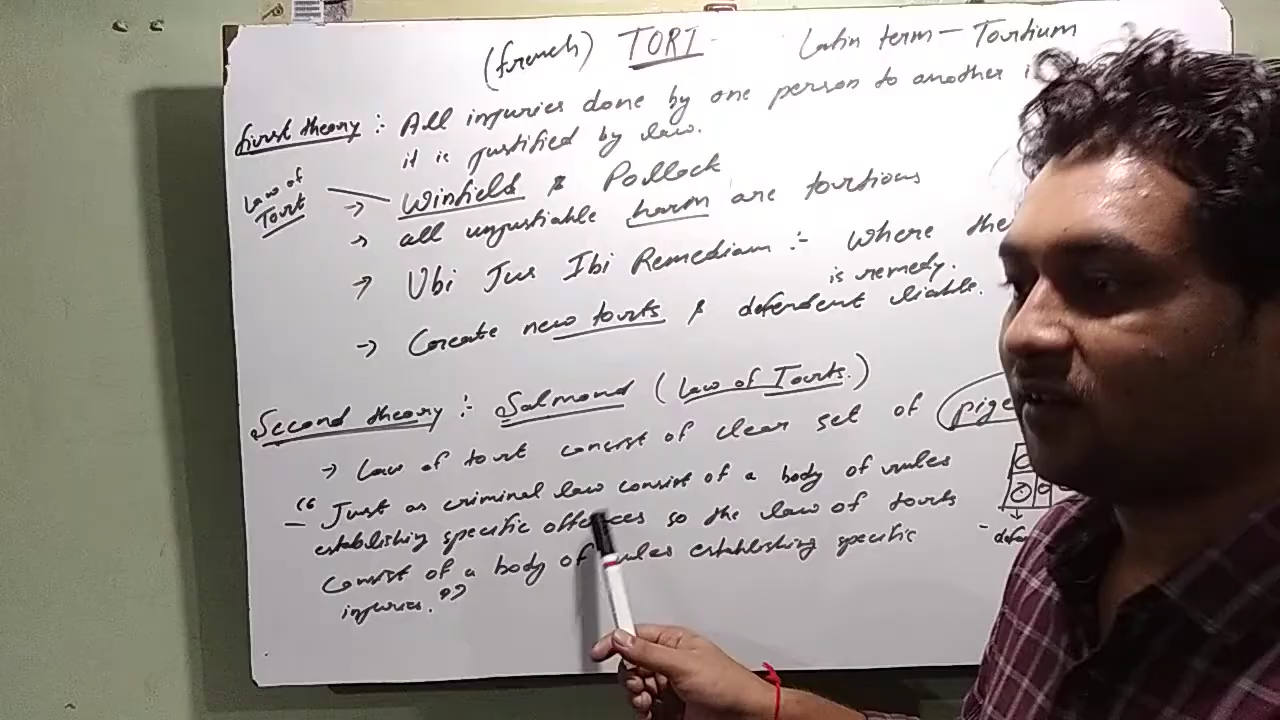 (french) TORT Latin term - Tortium
first theory :- All injuries done by one person to another
it is justified by law.
Law of Tort
→ Winfield & Pollock
→ all unjustiable harm are tortious
→ Ubi Jus Ibi Remediam :- Where the
is remedy.
→ Create new torts & defendent liable.
Second theory :- Salmond (Law of Torts.)
→ Law of tort consist of clear set of
“ Just as criminal law consist of a body of rules
establishing specific offences so the law of torts
consist of a body of rules establishing specific
injuries.”